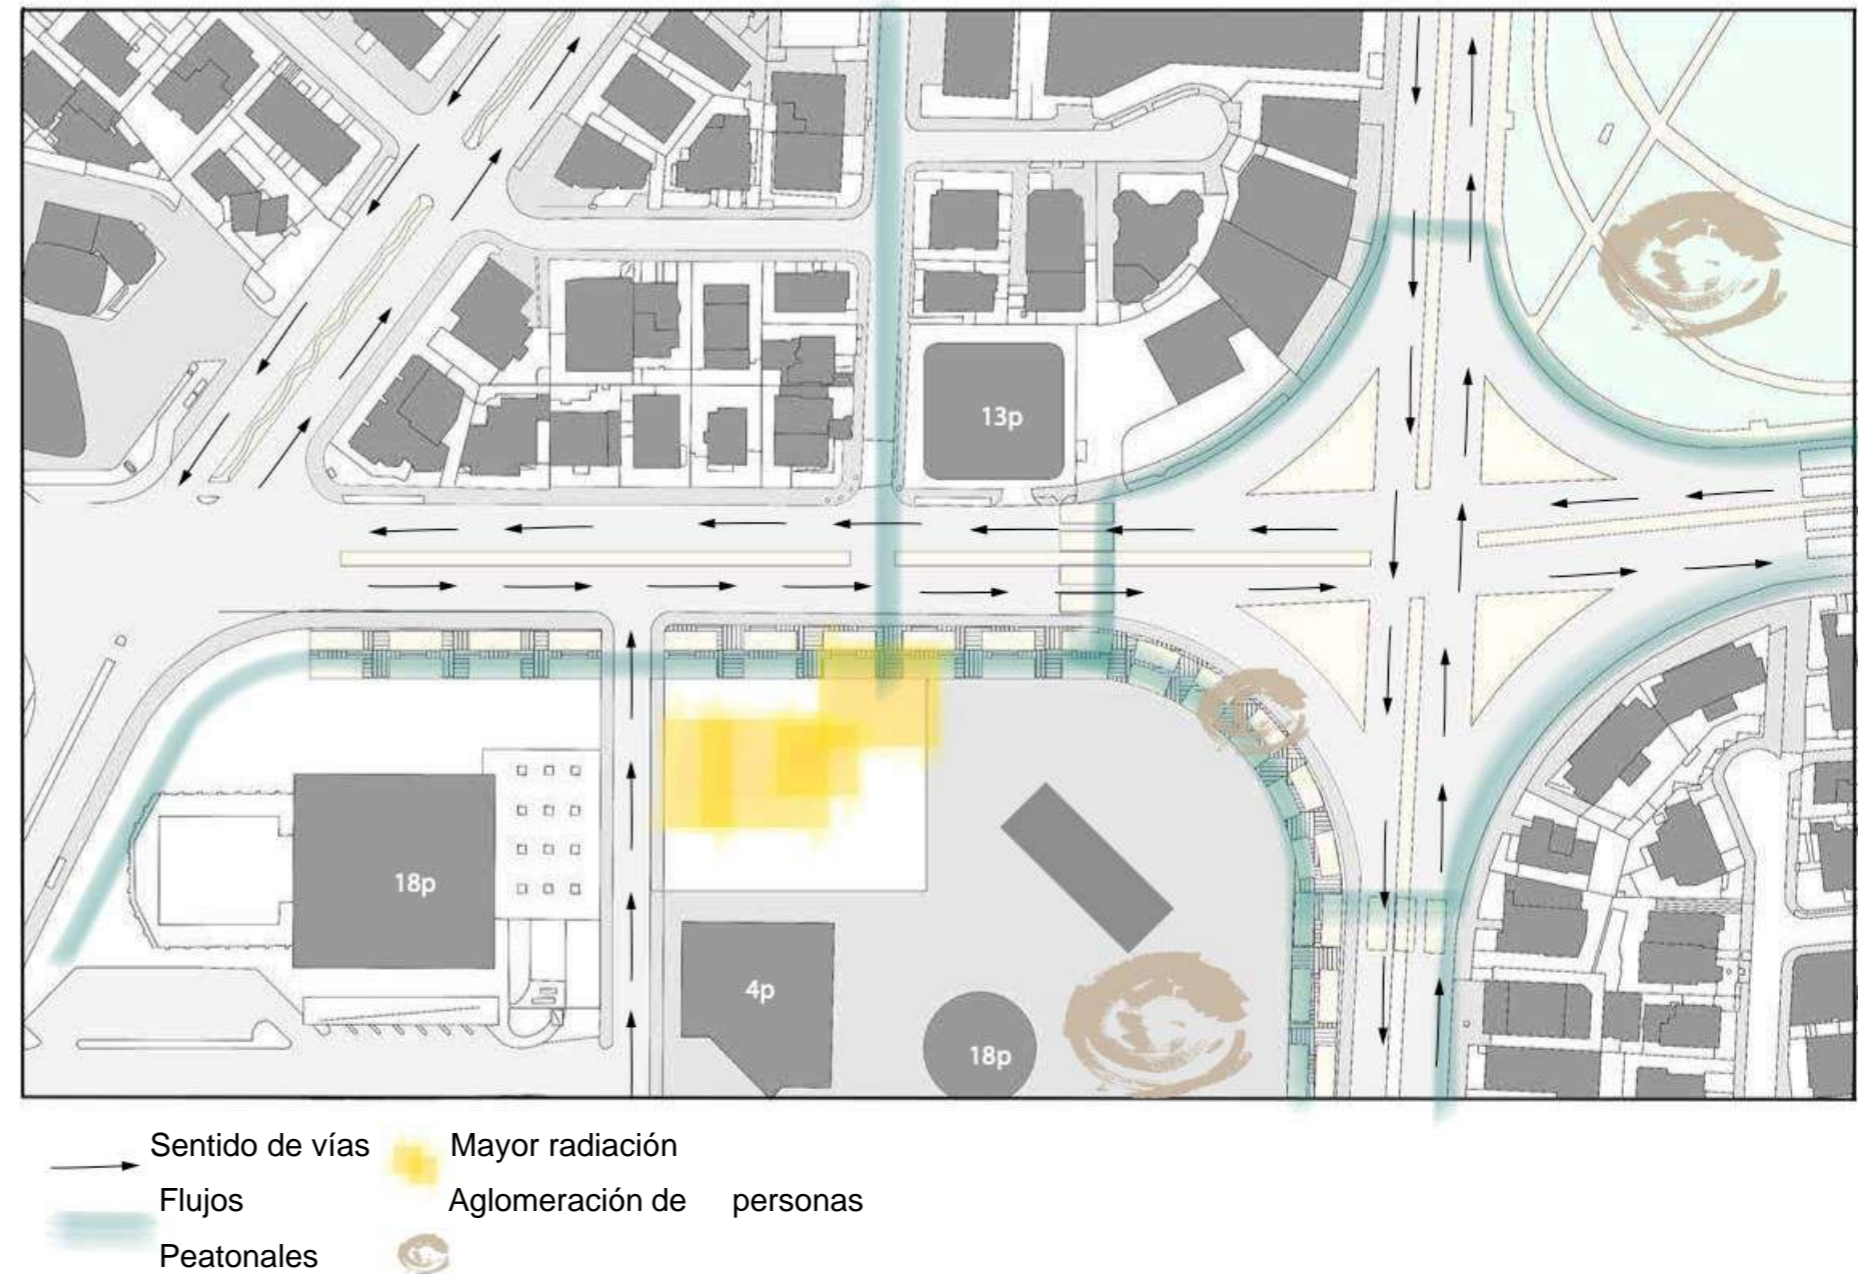 13p
18p
4p
18p
Sentido de vías
Mayor radiación
Flujos
Aglomeración de personas
Peatonales